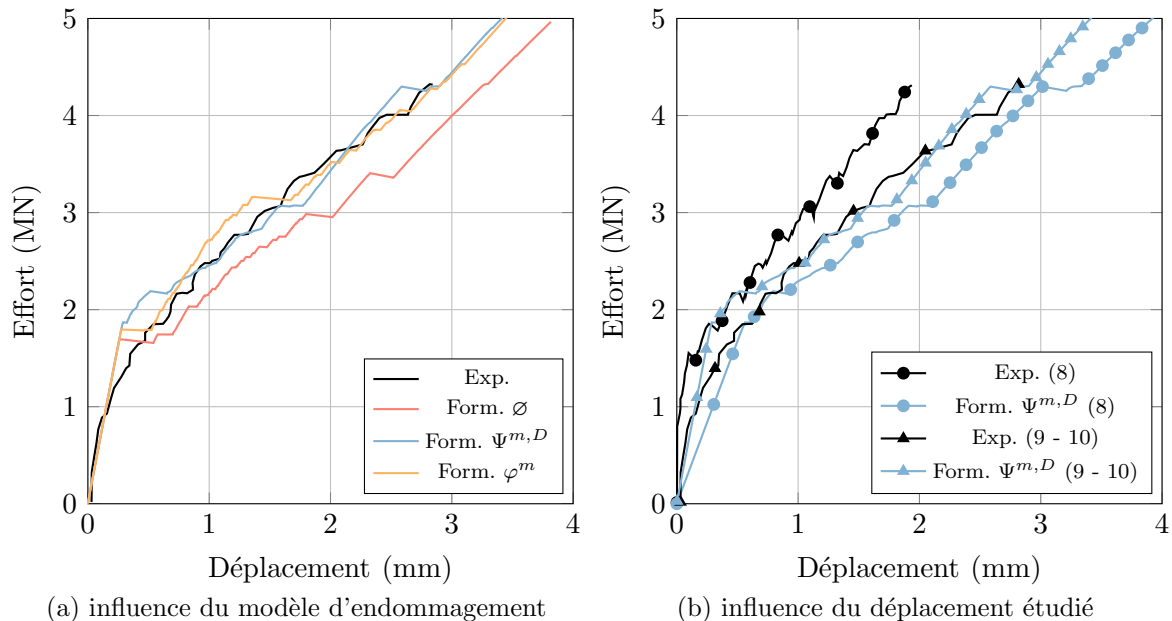 5
4
3
2
1
0
Effort (MN)
0 1 2 3 4
Déplacement (mm)
Exp.
Form. ∅
Form. Ψ^{m,D}
Form. φ^m
(a) influence du modèle d'endommagement
5
4
3
2
1
0
Effort (MN)
0 1 2 3 4
Déplacement (mm)
Exp. (8)
Form. Ψ^{m,D} (8)
Exp. (9 - 10)
Form. Ψ^{m,D} (9 - 10)
(b) influence du déplacement étudié